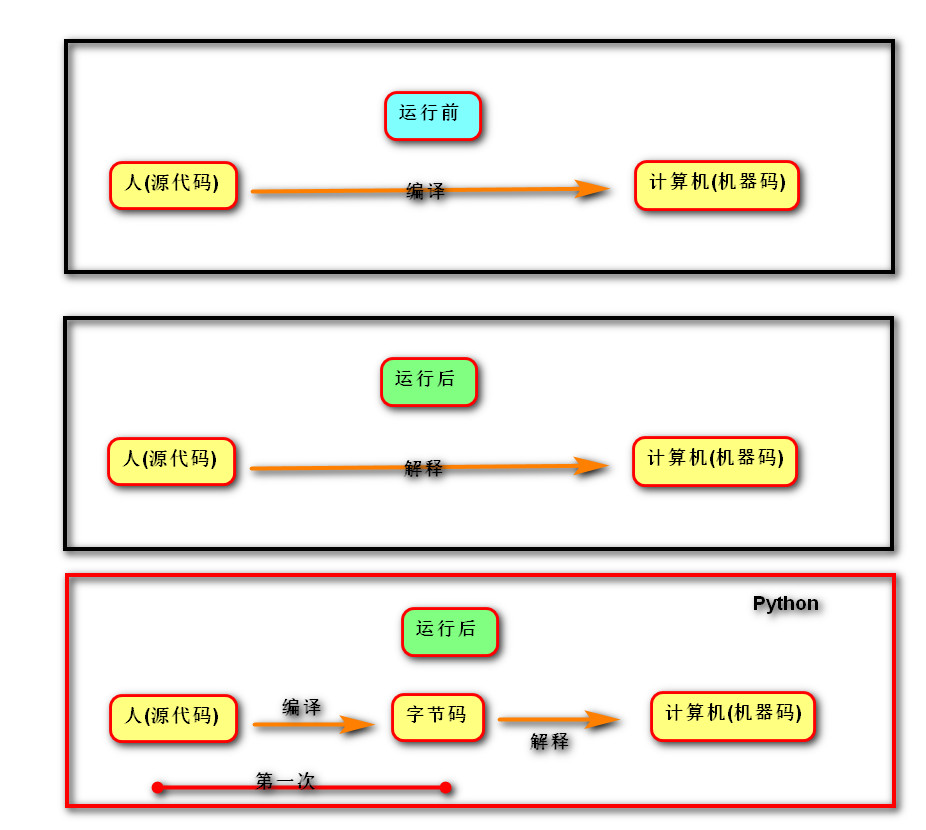 运行前
人(源代码)
编译
计算机(机器码)
运行后
人(源代码)
解释
计算机(机器码)
Python
运行后
人(源代码)
编译
字节码
解释
计算机(机器码)
第一次